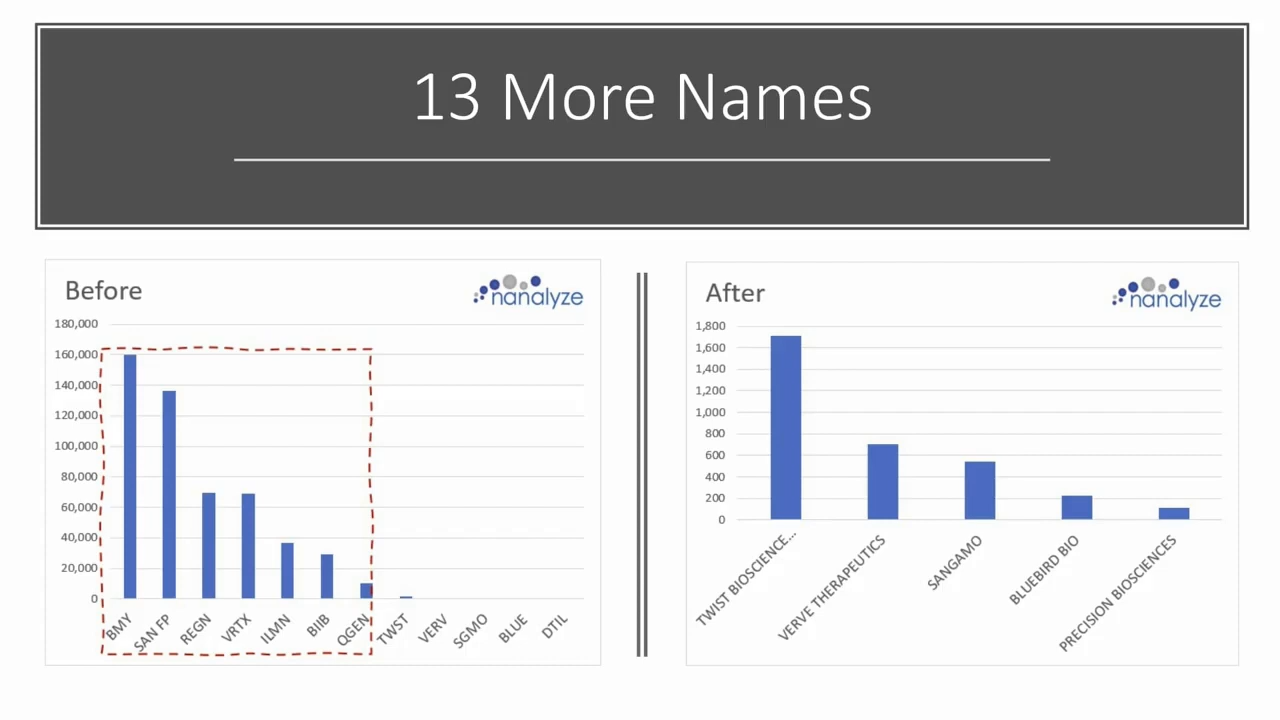 13 More Names
Before
nanalyze
180,000
160,000
140,000
120,000
100,000
80,000
60,000
40,000
20,000
0
BMY
SAN FP
REGN
VRTX
ILMN
BIIB
QGEN
TWST
VERV
SGMO
BLUE
DTIL
After
nanalyze
1,800
1,600
1,400
1,200
1,000
800
600
400
200
0
TWIST BIOSCIENCE...
VERVE THERAPEUTICS
SANGAMO
BLUEBIRD BIO
PRECISION BIOSCIENCES